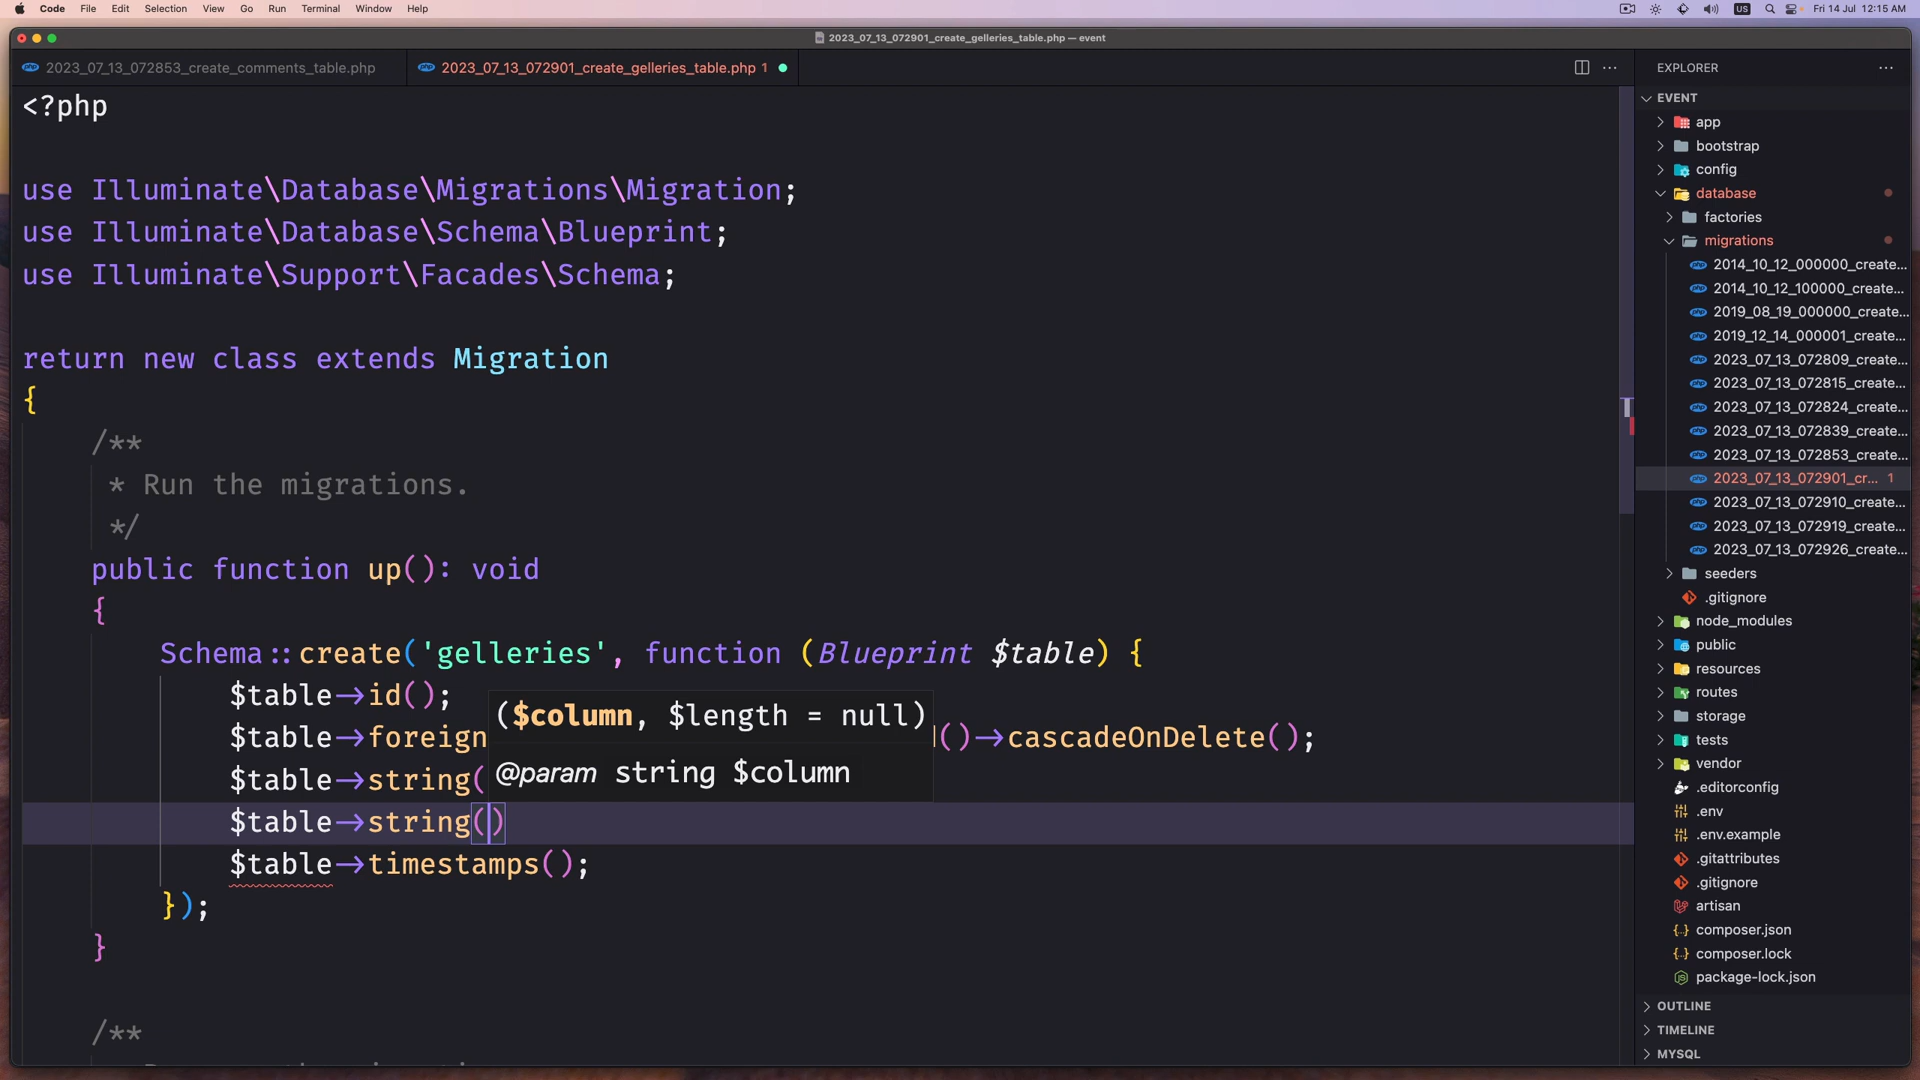 Code File Edit Selection View Go Run Terminal Window Help US Fri 14 Jul 12:15 AM
2023_07_13_072901_create_gelleries_table.php — event
2023_07_13_072853_create_comments_table.php
2023_07_13_072901_create_gelleries_table.php 1
<?php
use Illuminate\Database\Migrations\Migration;
use Illuminate\Database\Schema\Blueprint;
use Illuminate\Support\Facades\Schema;
return new class extends Migration
{
/**
* Run the migrations.
*/
public function up(): void
{
Schema::create('gelleries', function (Blueprint $table) {
$table->id();
($column, $length = null)
$table->foreign ()->cascadeOnDelete();
@param string $column
$table->string(
$table->string()
$table->timestamps();
});
}
/**
EXPLORER
EVENT
app
bootstrap
config
database
factories
migrations
2014_10_12_000000_create...
2014_10_12_100000_create...
2019_08_19_000000_create...
2019_12_14_000001_create...
2023_07_13_072809_create...
2023_07_13_072815_create...
2023_07_13_072824_create...
2023_07_13_072839_create...
2023_07_13_072853_create...
2023_07_13_072901_cr... 1
2023_07_13_072910_create...
2023_07_13_072919_create...
2023_07_13_072926_create...
seeders
.gitignore
node_modules
public
resources
routes
storage
tests
vendor
.editorconfig
.env
.env.example
.gitattributes
.gitignore
artisan
composer.json
composer.lock
package-lock.json
OUTLINE
TIMELINE
MYSQL